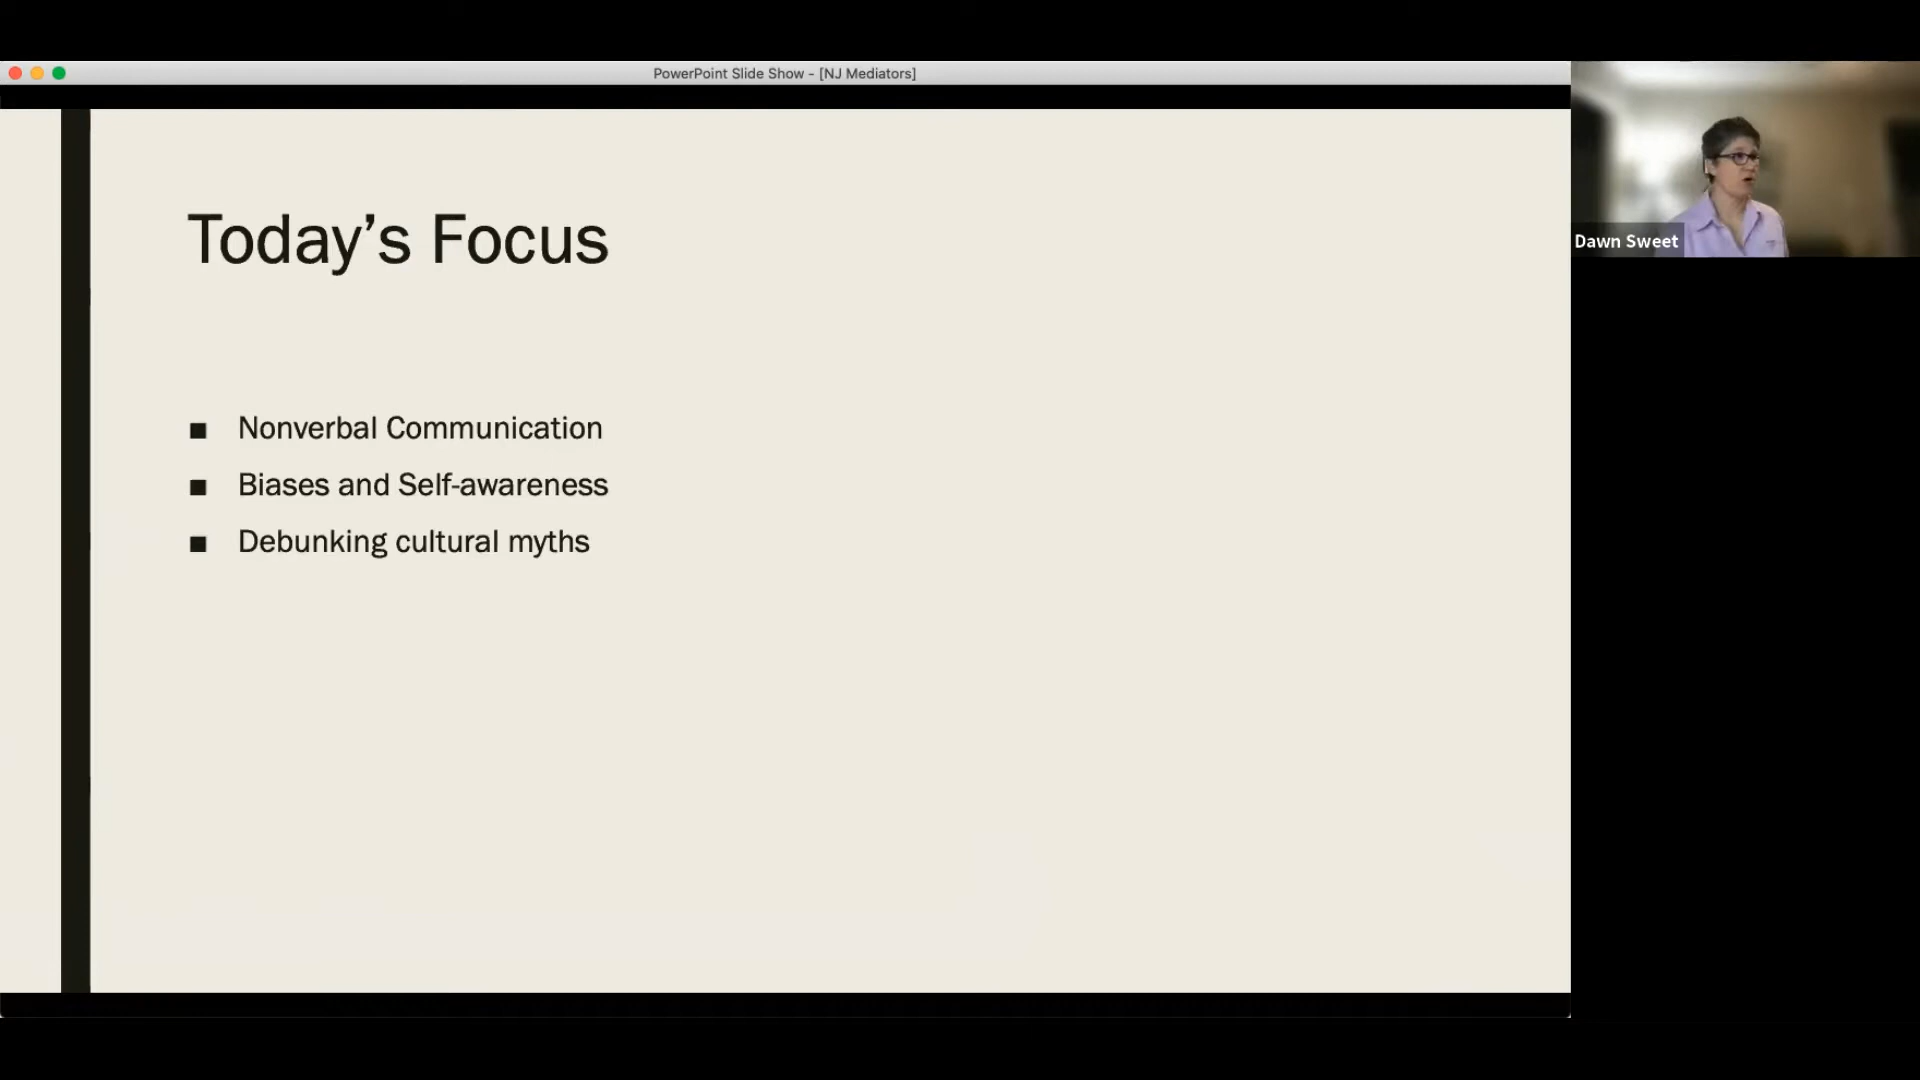 PowerPoint Slide Show - [NJ Mediators]
Today’s Focus
■ Nonverbal Communication
■ Biases and Self-awareness
■ Debunking cultural myths
Dawn Sweet